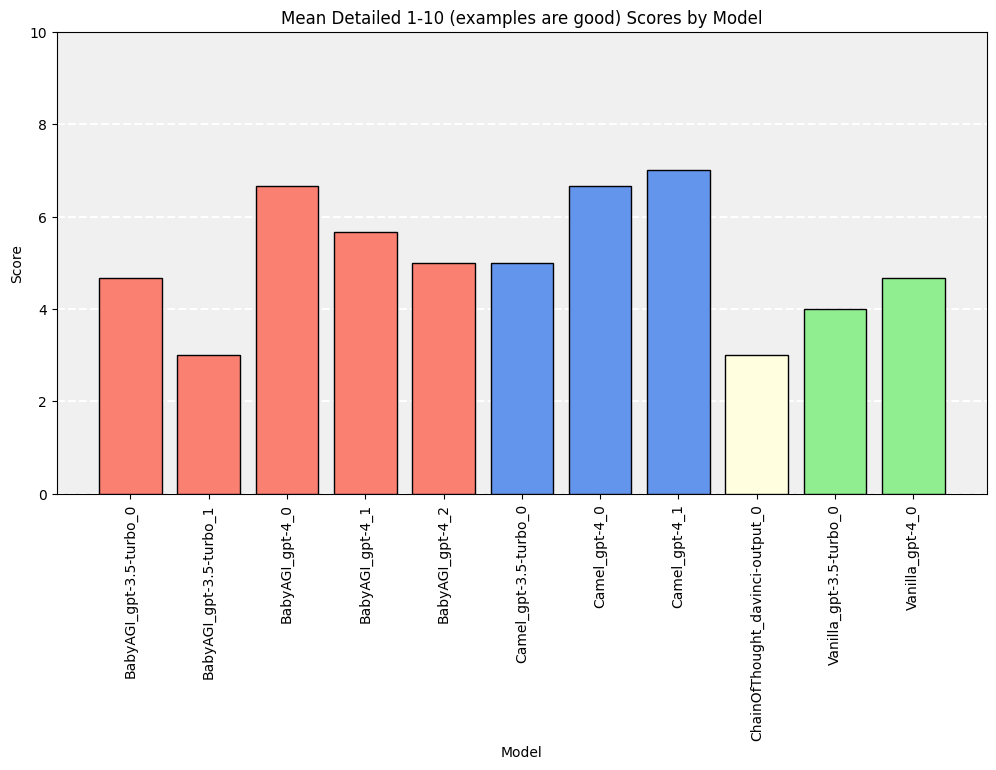 Mean Detailed 1-10 (examples are good) Scores by Model
10
8
6
4
2
0
Score
BabyAGI_gpt-3.5-turbo_0
BabyAGI_gpt-3.5-turbo_1
BabyAGI_gpt-4_0
BabyAGI_gpt-4_1
BabyAGI_gpt-4_2
Camel_gpt-3.5-turbo_0
Camel_gpt-4_0
Camel_gpt-4_1
ChainOfThought_davinci-output_0
Vanilla_gpt-3.5-turbo_0
Vanilla_gpt-4_0
Model